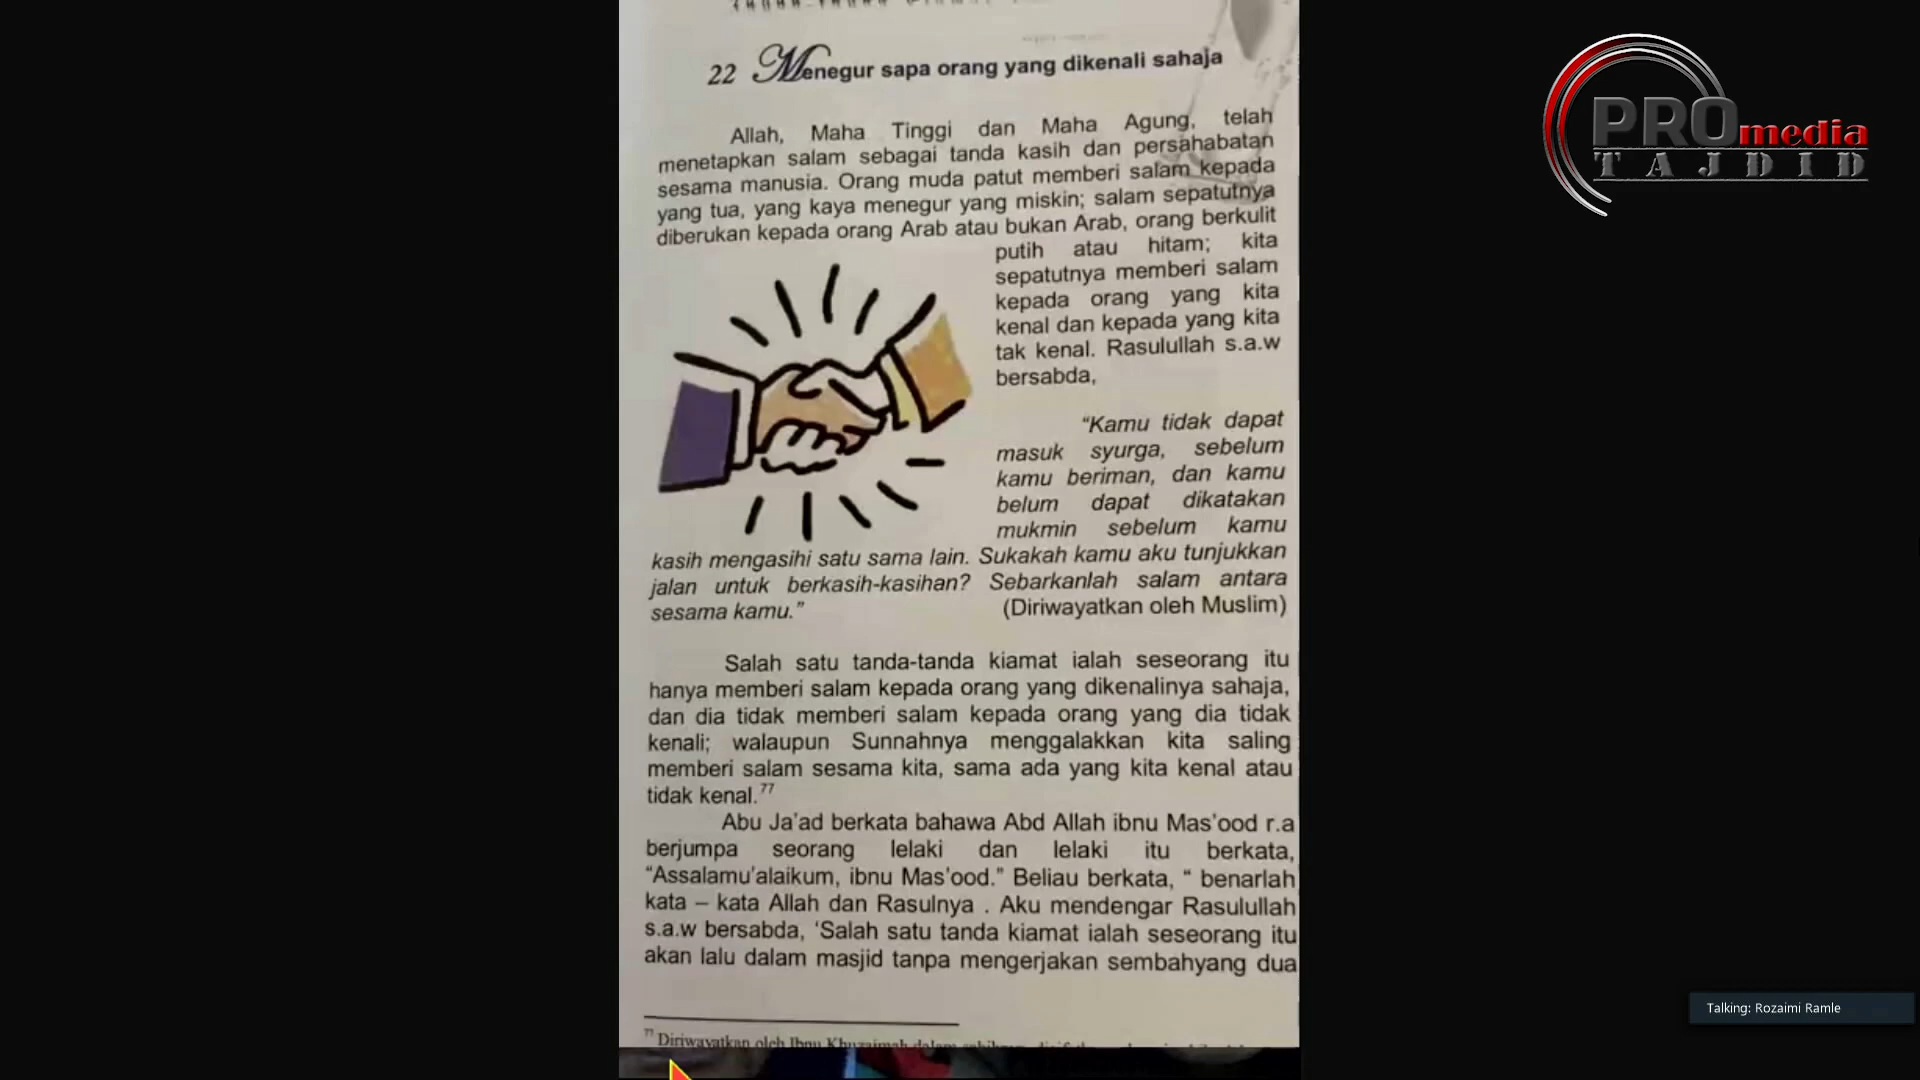 22 Menegur sapa orang yang dikenali sahaja
Allah, Maha Tinggi dan Maha Agung, telah
menetapkan salam sebagai tanda kasih dan persahabatan
sesama manusia. Orang muda patut memberi salam kepada
yang tua, yang kaya menegur yang miskin; salam sepatutnya
diberukan kepada orang Arab atau bukan Arab, orang berkulit
putih atau hitam; kita
sepatutnya memberi salam
kepada orang yang kita
kenal dan kepada yang kita
tak kenal. Rasulullah s.a.w
bersabda,
“Kamu tidak dapat
masuk syurga, sebelum
kamu beriman, dan kamu
belum dapat dikatakan
mukmin sebelum kamu
kasih mengasihi satu sama lain. Sukakah kamu aku tunjukkan
jalan untuk berkasih-kasihan? Sebarkanlah salam antara
sesama kamu.” (Diriwayatkan oleh Muslim)
Salah satu tanda-tanda kiamat ialah seseorang itu
hanya memberi salam kepada orang yang dikenalinya sahaja,
dan dia tidak memberi salam kepada orang yang dia tidak
kenali; walaupun Sunnahnya menggalakkan kita saling
memberi salam sesama kita, sama ada yang kita kenal atau
tidak kenal.77
Abu Ja’ad berkata bahawa Abd Allah ibnu Mas’ood r.a
berjumpa seorang lelaki dan lelaki itu berkata,
“Assalamu’alaikum, ibnu Mas’ood.” Beliau berkata, “ benarlah
kata – kata Allah dan Rasulnya . Aku mendengar Rasulullah
s.a.w bersabda, ‘Salah satu tanda kiamat ialah seseorang itu
akan lalu dalam masjid tanpa mengerjakan sembahyang dua
77 Diriwayatkan oleh Ibnu Khuzaimah dalam
PROmedia
TAJDID
Talking: Rozaimi Ramle